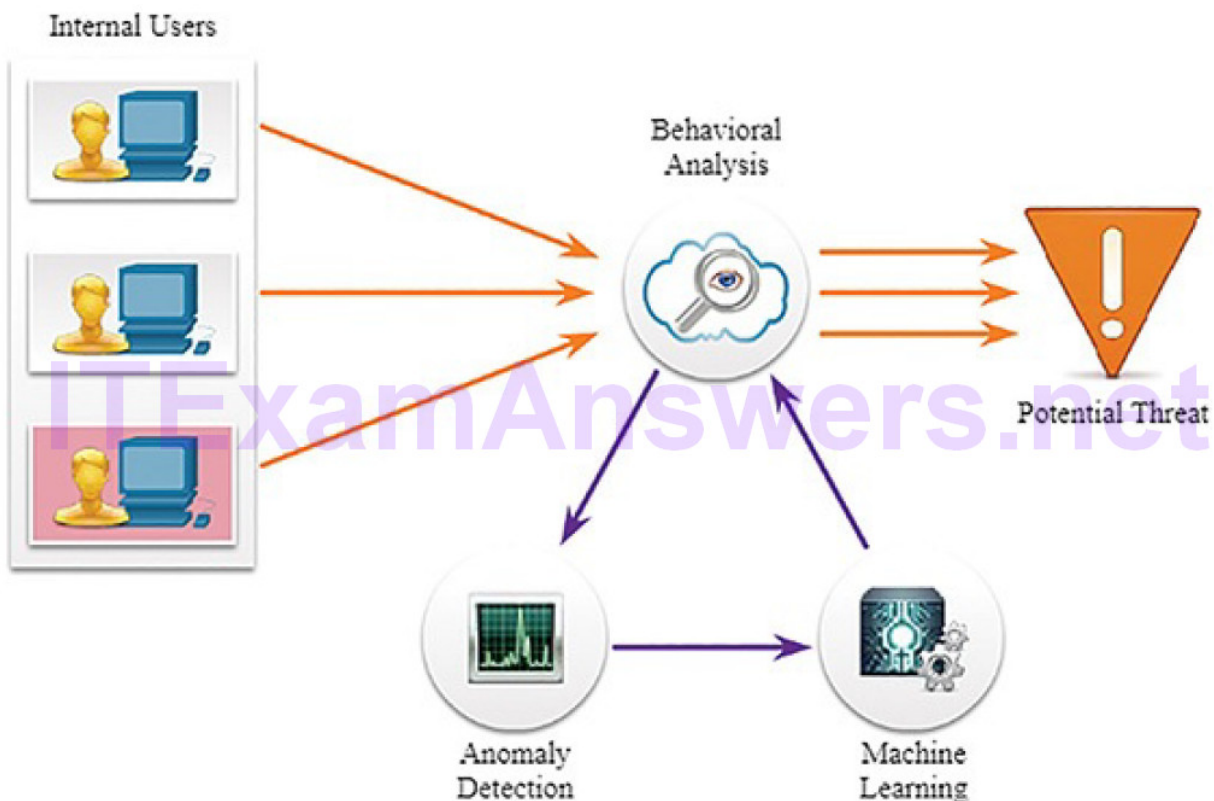 Internal Users
Behavioral
Analysis
ITExamAnswers.net
Potential Threat
Anomaly
Detection
Machine
Learning